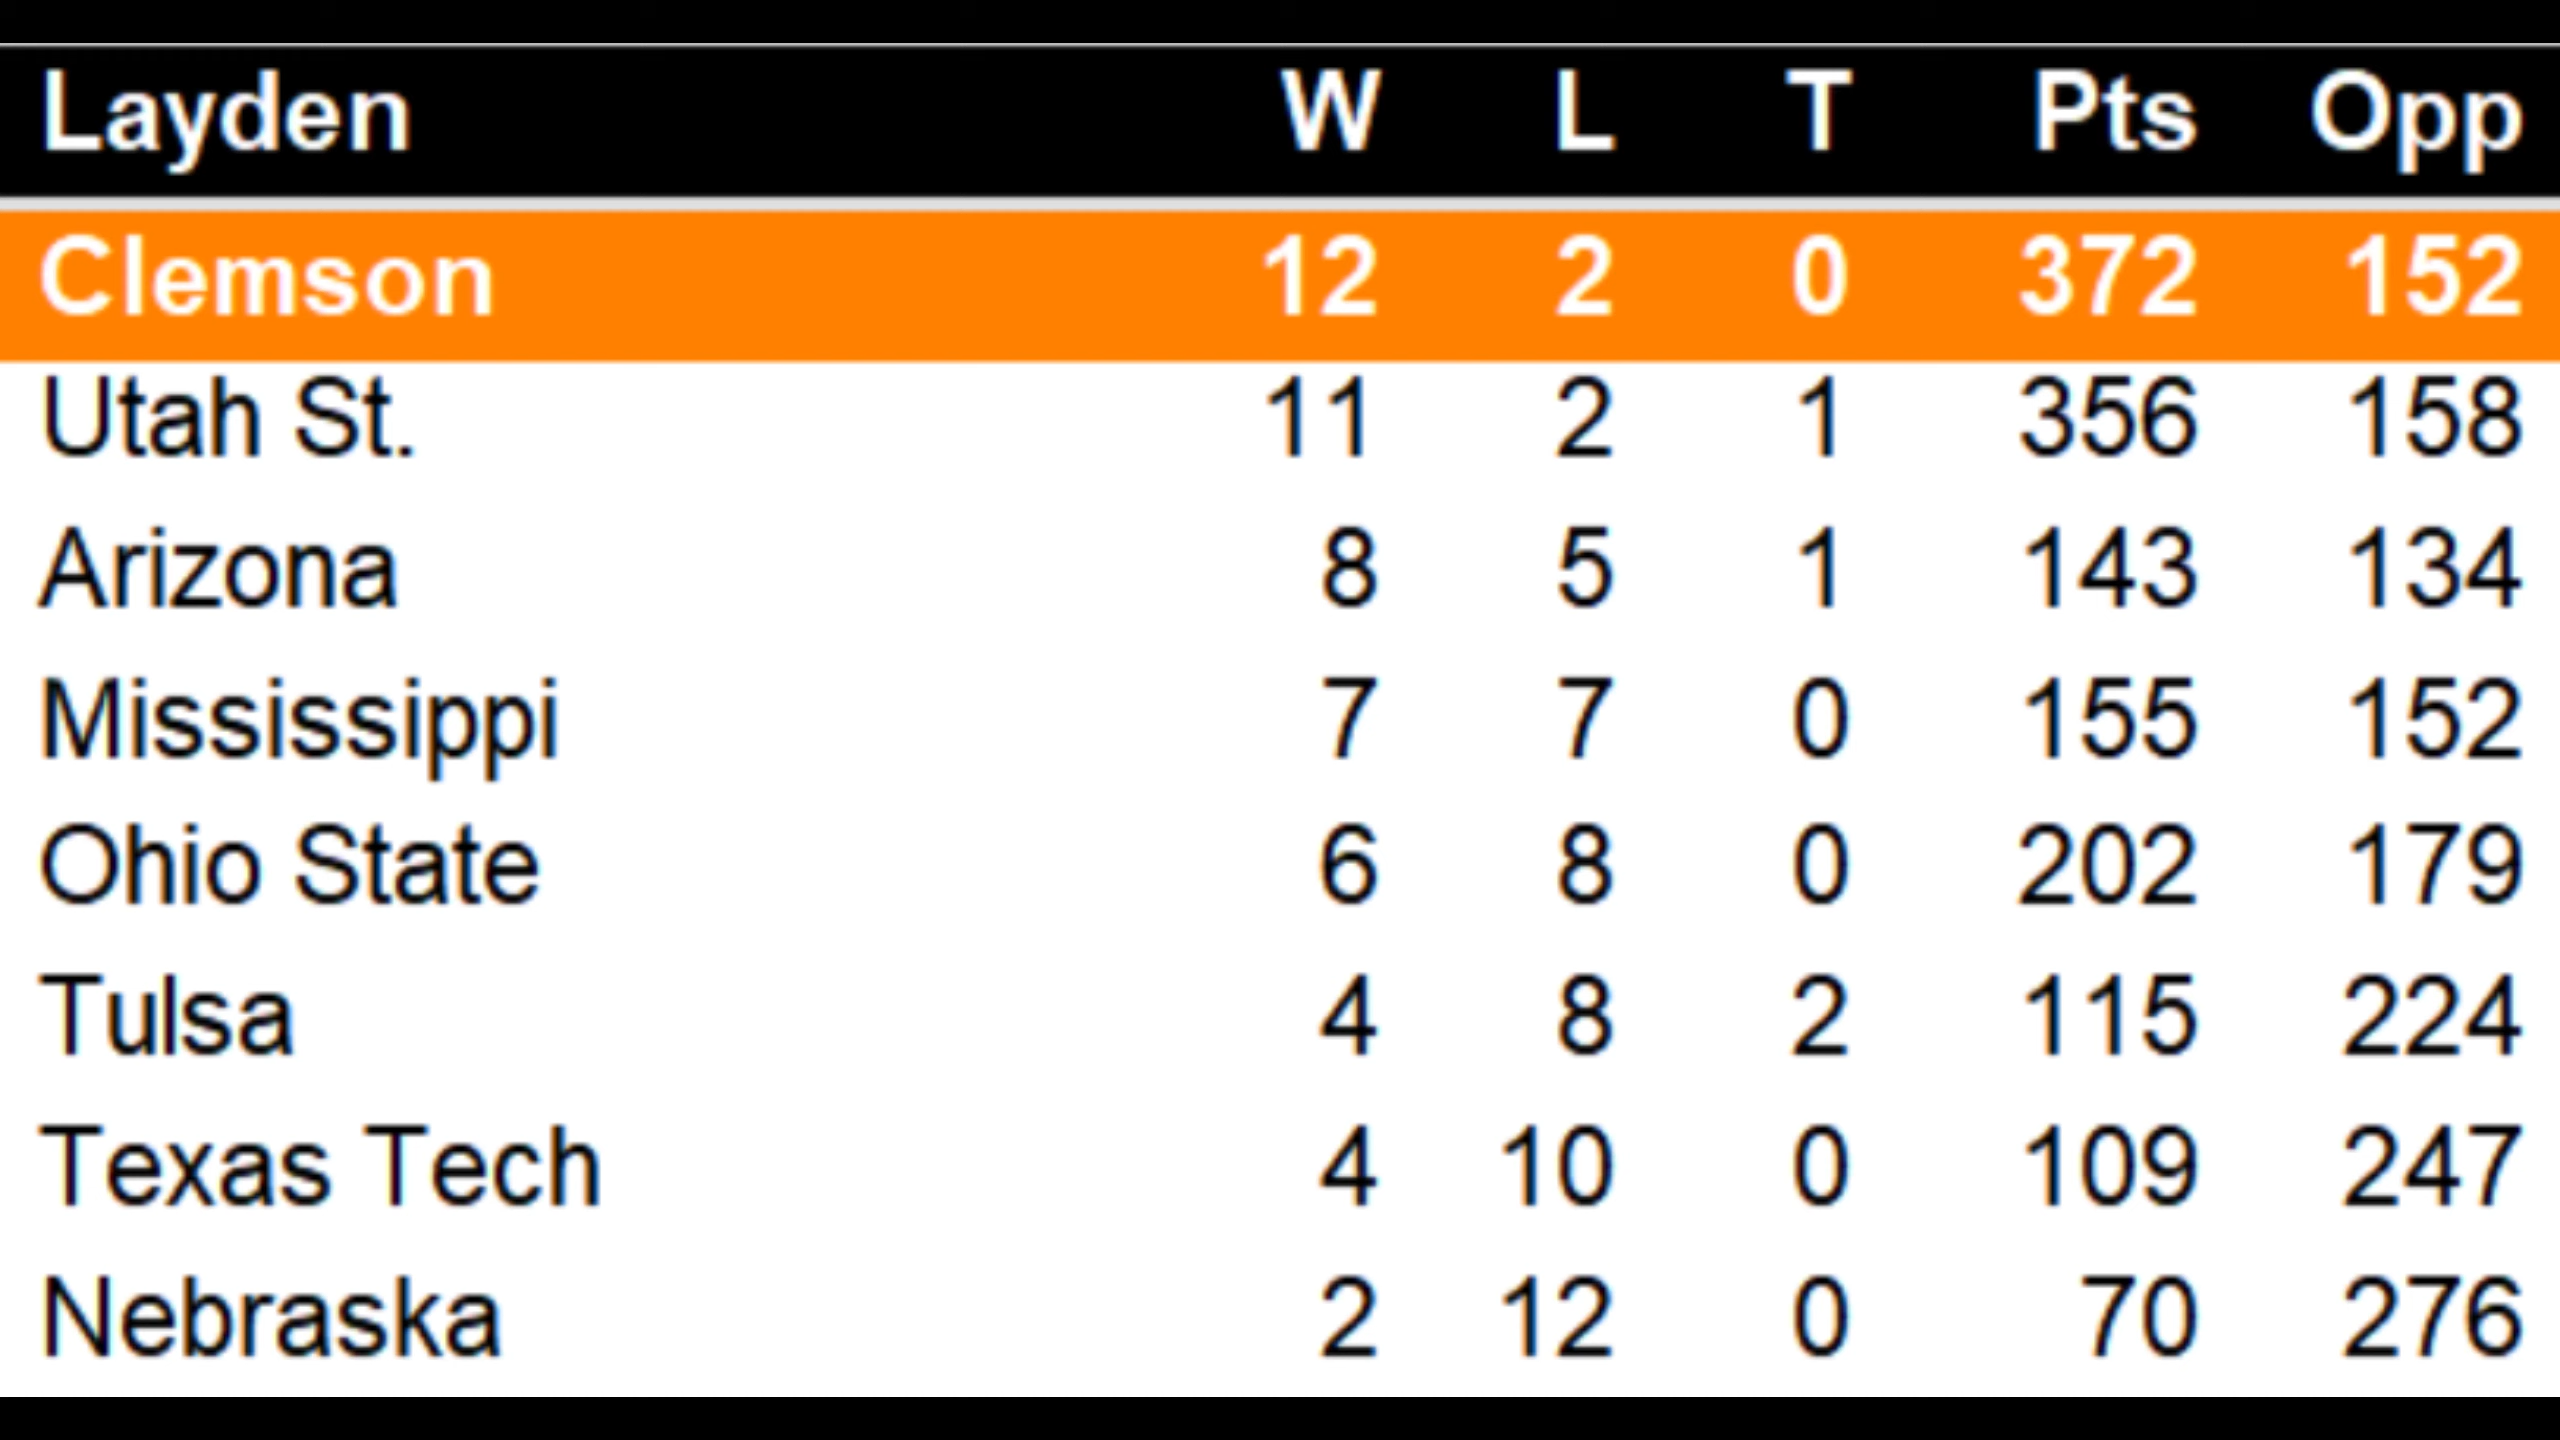 Layden W L T Pts Opp
Clemson 12 2 0 372 152
Utah St. 11 2 1 356 158
Arizona 8 5 1 143 134
Mississippi 7 7 0 155 152
Ohio State 6 8 0 202 179
Tulsa 4 8 2 115 224
Texas Tech 4 10 0 109 247
Nebraska 2 12 0 70 276